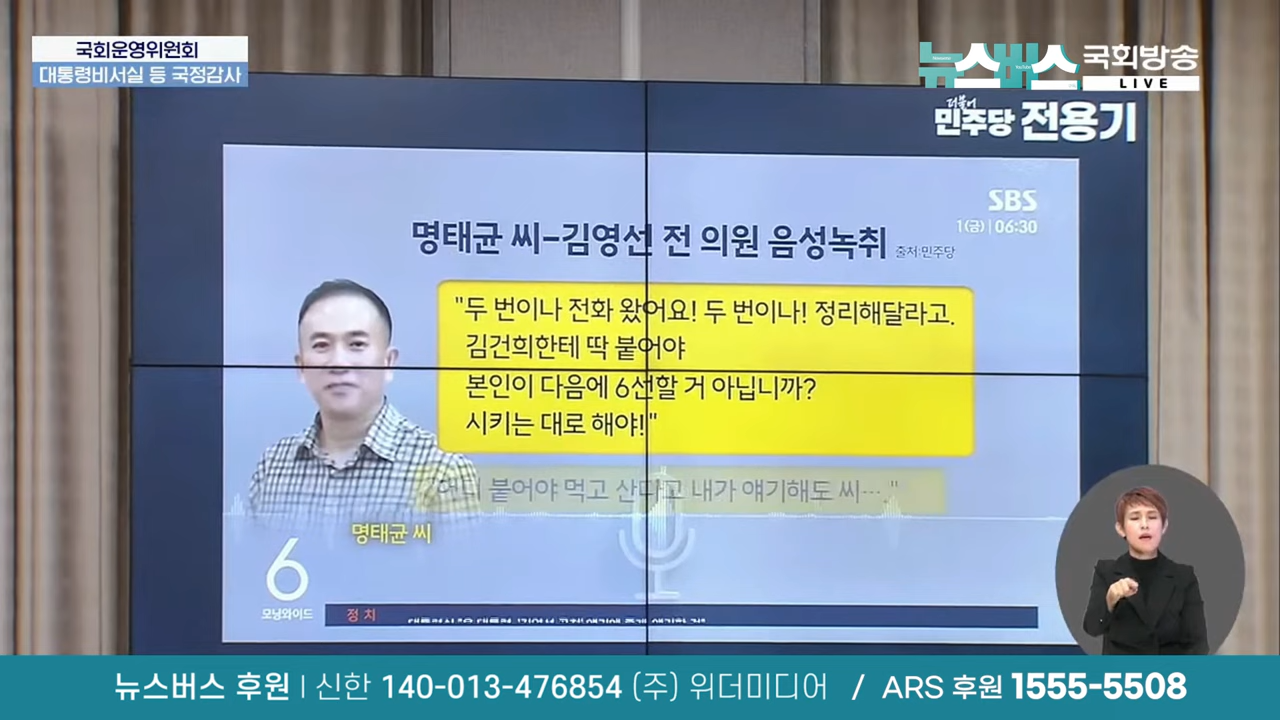 국회운영위원회
대통령비서실 등 국정감사
뉴스버스
국회방송
LIVE
더불어
민주당 전용기
SBS
1(금) | 06:30
명태균 씨-김영선 전 의원 음성녹취 출처:민주당
"두 번이나 전화 왔어요! 두 번이나! 정리해달라고.
김건희한테 딱 붙어야
본인이 다음에 6선할 거 아닙니까?
시키는 대로 해야!"
붙어야 먹고 산다고 내가 얘기해도 씨…."
명태균 씨
6
모닝와이드
정치
뉴스버스 후원 | 신한 140-013-476854 (주) 위더미디어 / ARS 후원 1555-5508